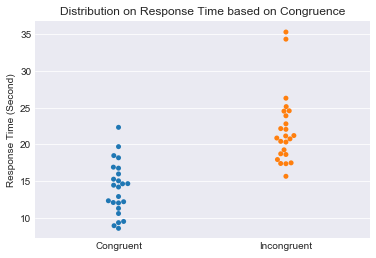 Distribution on Response Time based on Congruence
Response Time (Second)
35
30
25
20
15
10
Congruent
Incongruent